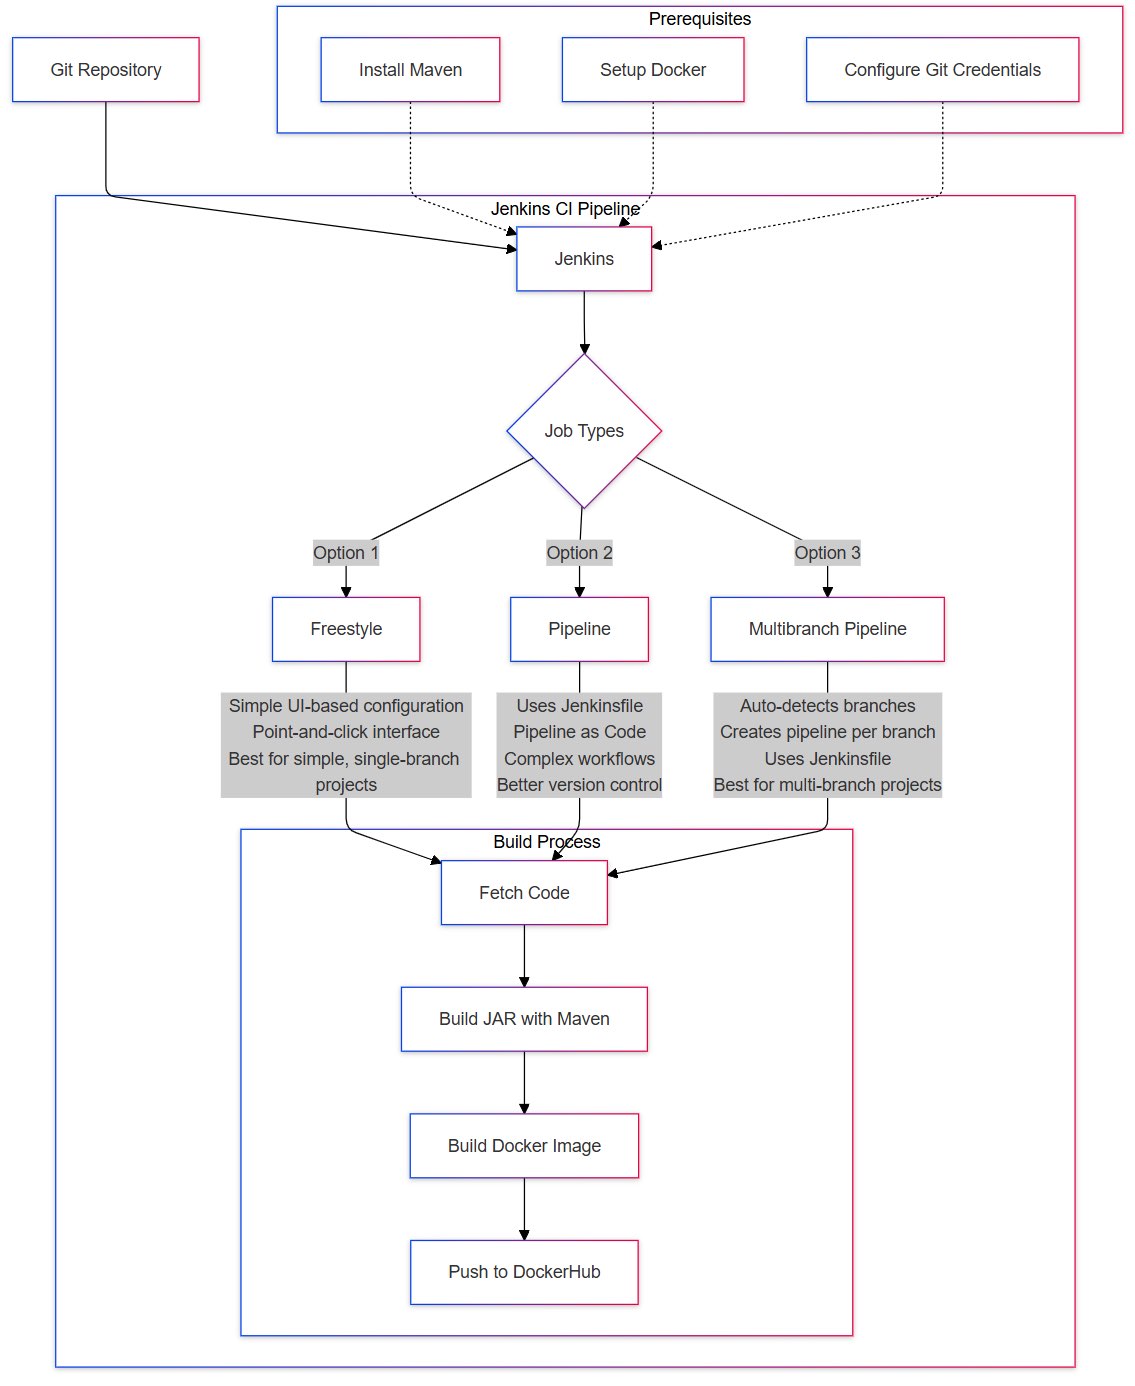 Prerequisites
Git Repository
Install Maven
Setup Docker
Configure Git Credentials
Jenkins CI Pipeline
Jenkins
Job Types
Option 1
Option 2
Option 3
Freestyle
Pipeline
Multibranch Pipeline
Simple UI-based configuration
Point-and-click interface
Best for simple, single-branch
projects
Uses Jenkinsfile
Pipeline as Code
Complex workflows
Better version control
Auto-detects branches
Creates pipeline per branch
Uses Jenkinsfile
Best for multi-branch projects
Build Process
Fetch Code
Build JAR with Maven
Build Docker Image
Push to DockerHub